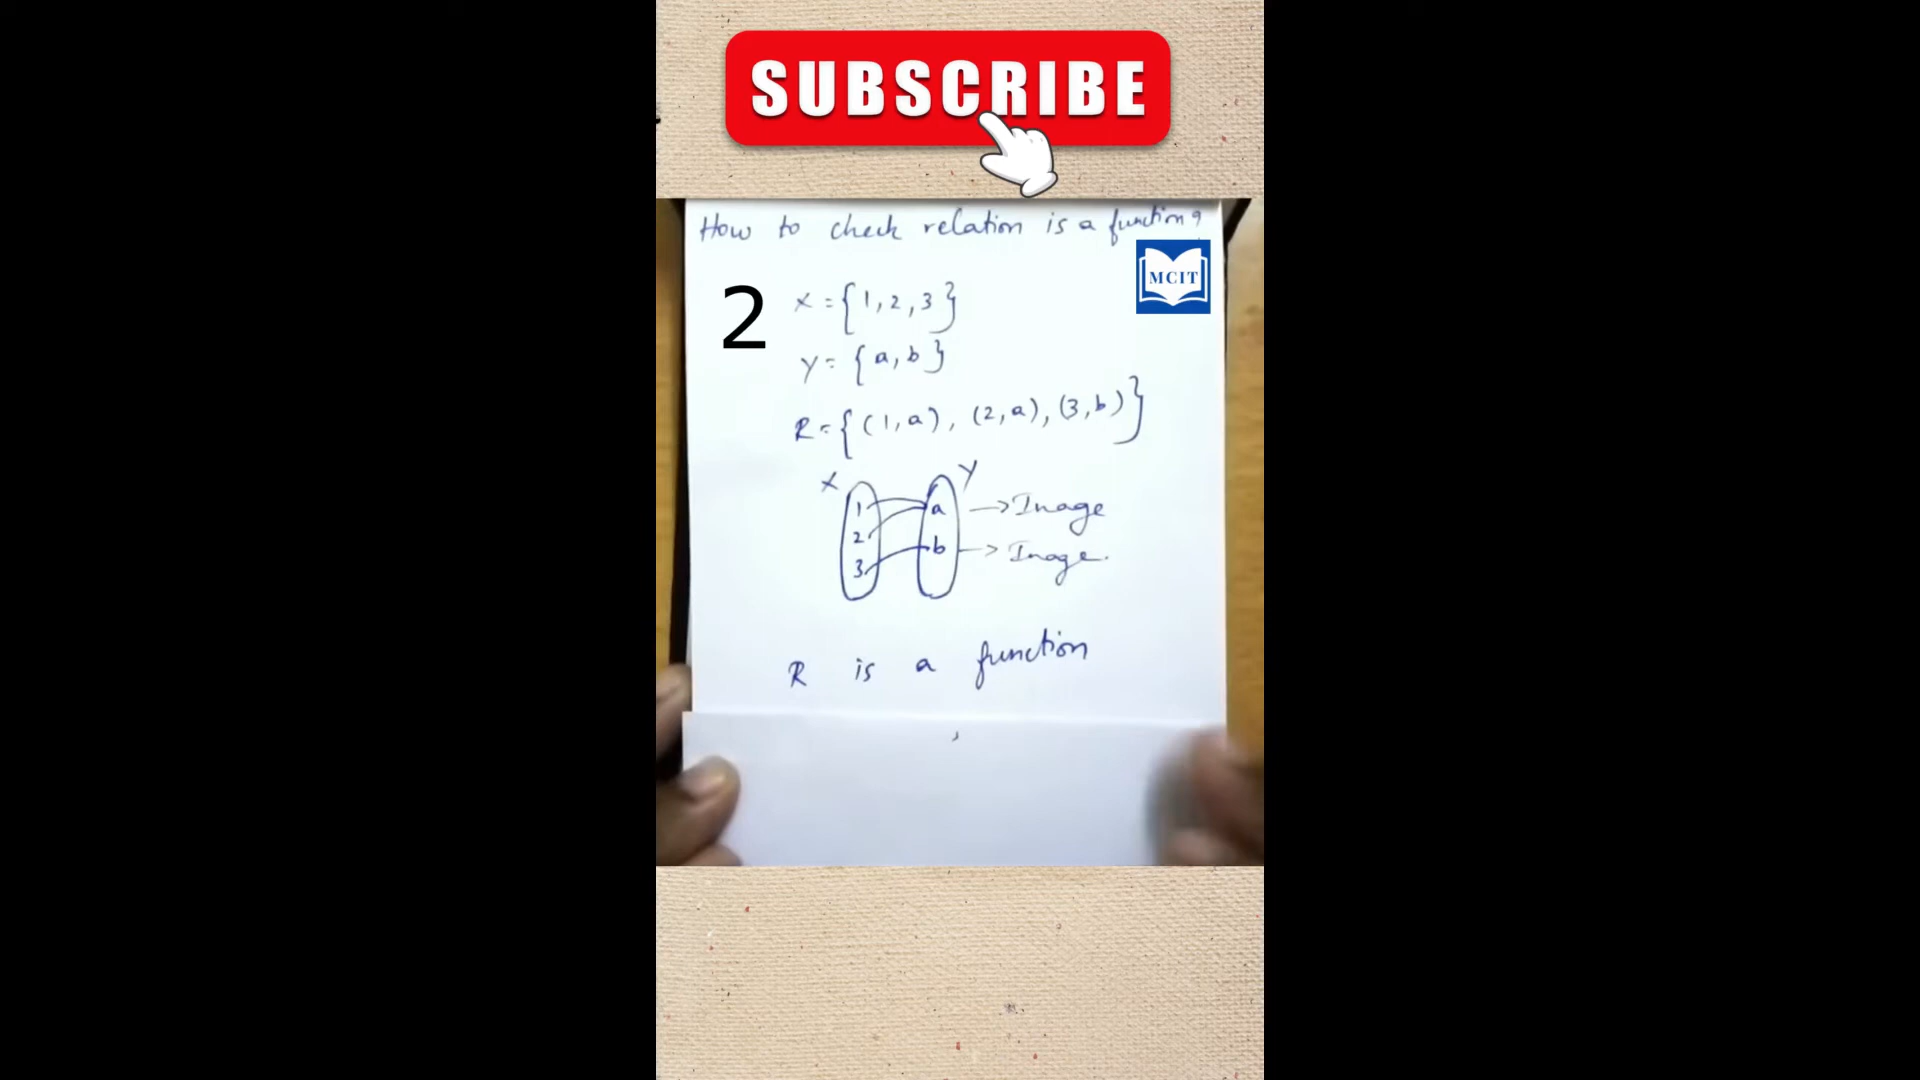 SUBSCRIBE
How to check relation is a function?
MCIT
2
X = {1, 2, 3}
Y = {a, b}
R = {(1, a), (2, a), (3, b)}
X Y
1 a → Image
2
b → Image.
3
R is a function